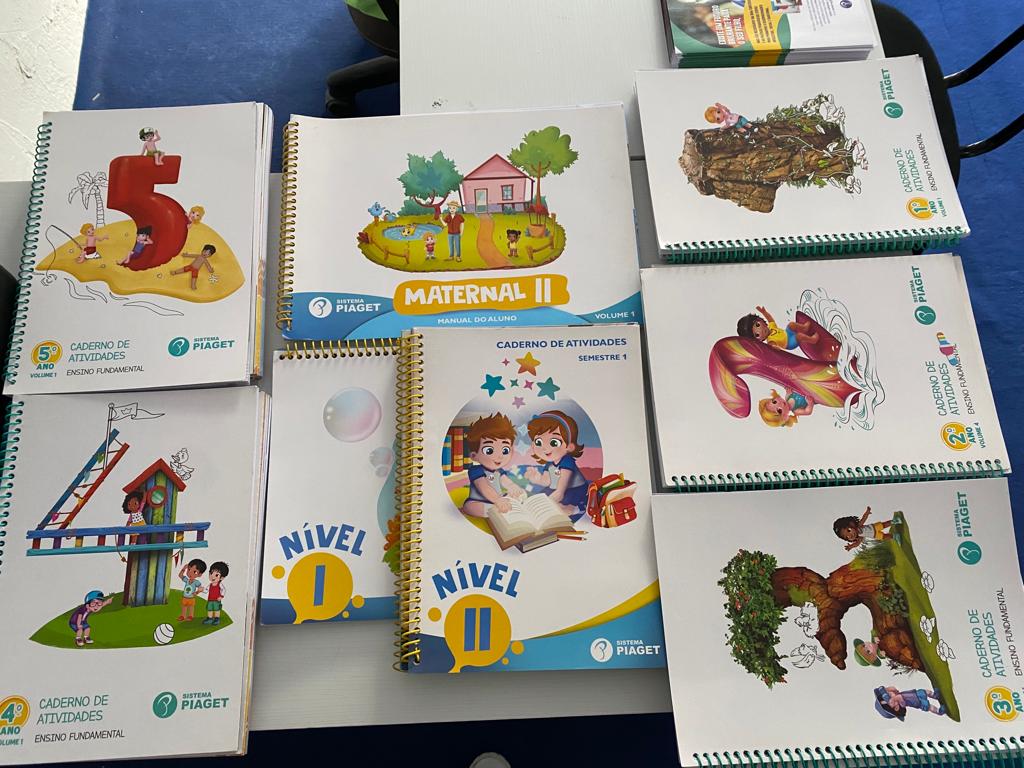 5
5º
ANO
VOLUME 1
CADERNO DE
ATIVIDADES
ENSINO FUNDAMENTAL
SISTEMA
PIAGET
4º
ANO
VOLUME 1
CADERNO DE
ATIVIDADES
ENSINO FUNDAMENTAL
SISTEMA
PIAGET
SISTEMA
PIAGET
MATERNAL II
MANUAL DO ALUNO
VOLUME 1
NÍVEL
I
CADERNO DE ATIVIDADES
SEMESTRE 1
NÍVEL
II
SISTEMA
PIAGET
1º
ANO
VOLUME 1
CADERNO DE
ATIVIDADES
ENSINO FUNDAMENTAL
SISTEMA
PIAGET
2º
ANO
VOLUME 4
CADERNO DE
ATIVIDADES
ENSINO FUNDAMENTAL
SISTEMA
PIAGET
3º
ANO
CADERNO DE
ATIVIDADES
ENSINO FUNDAMENTAL
SISTEMA
PIAGET